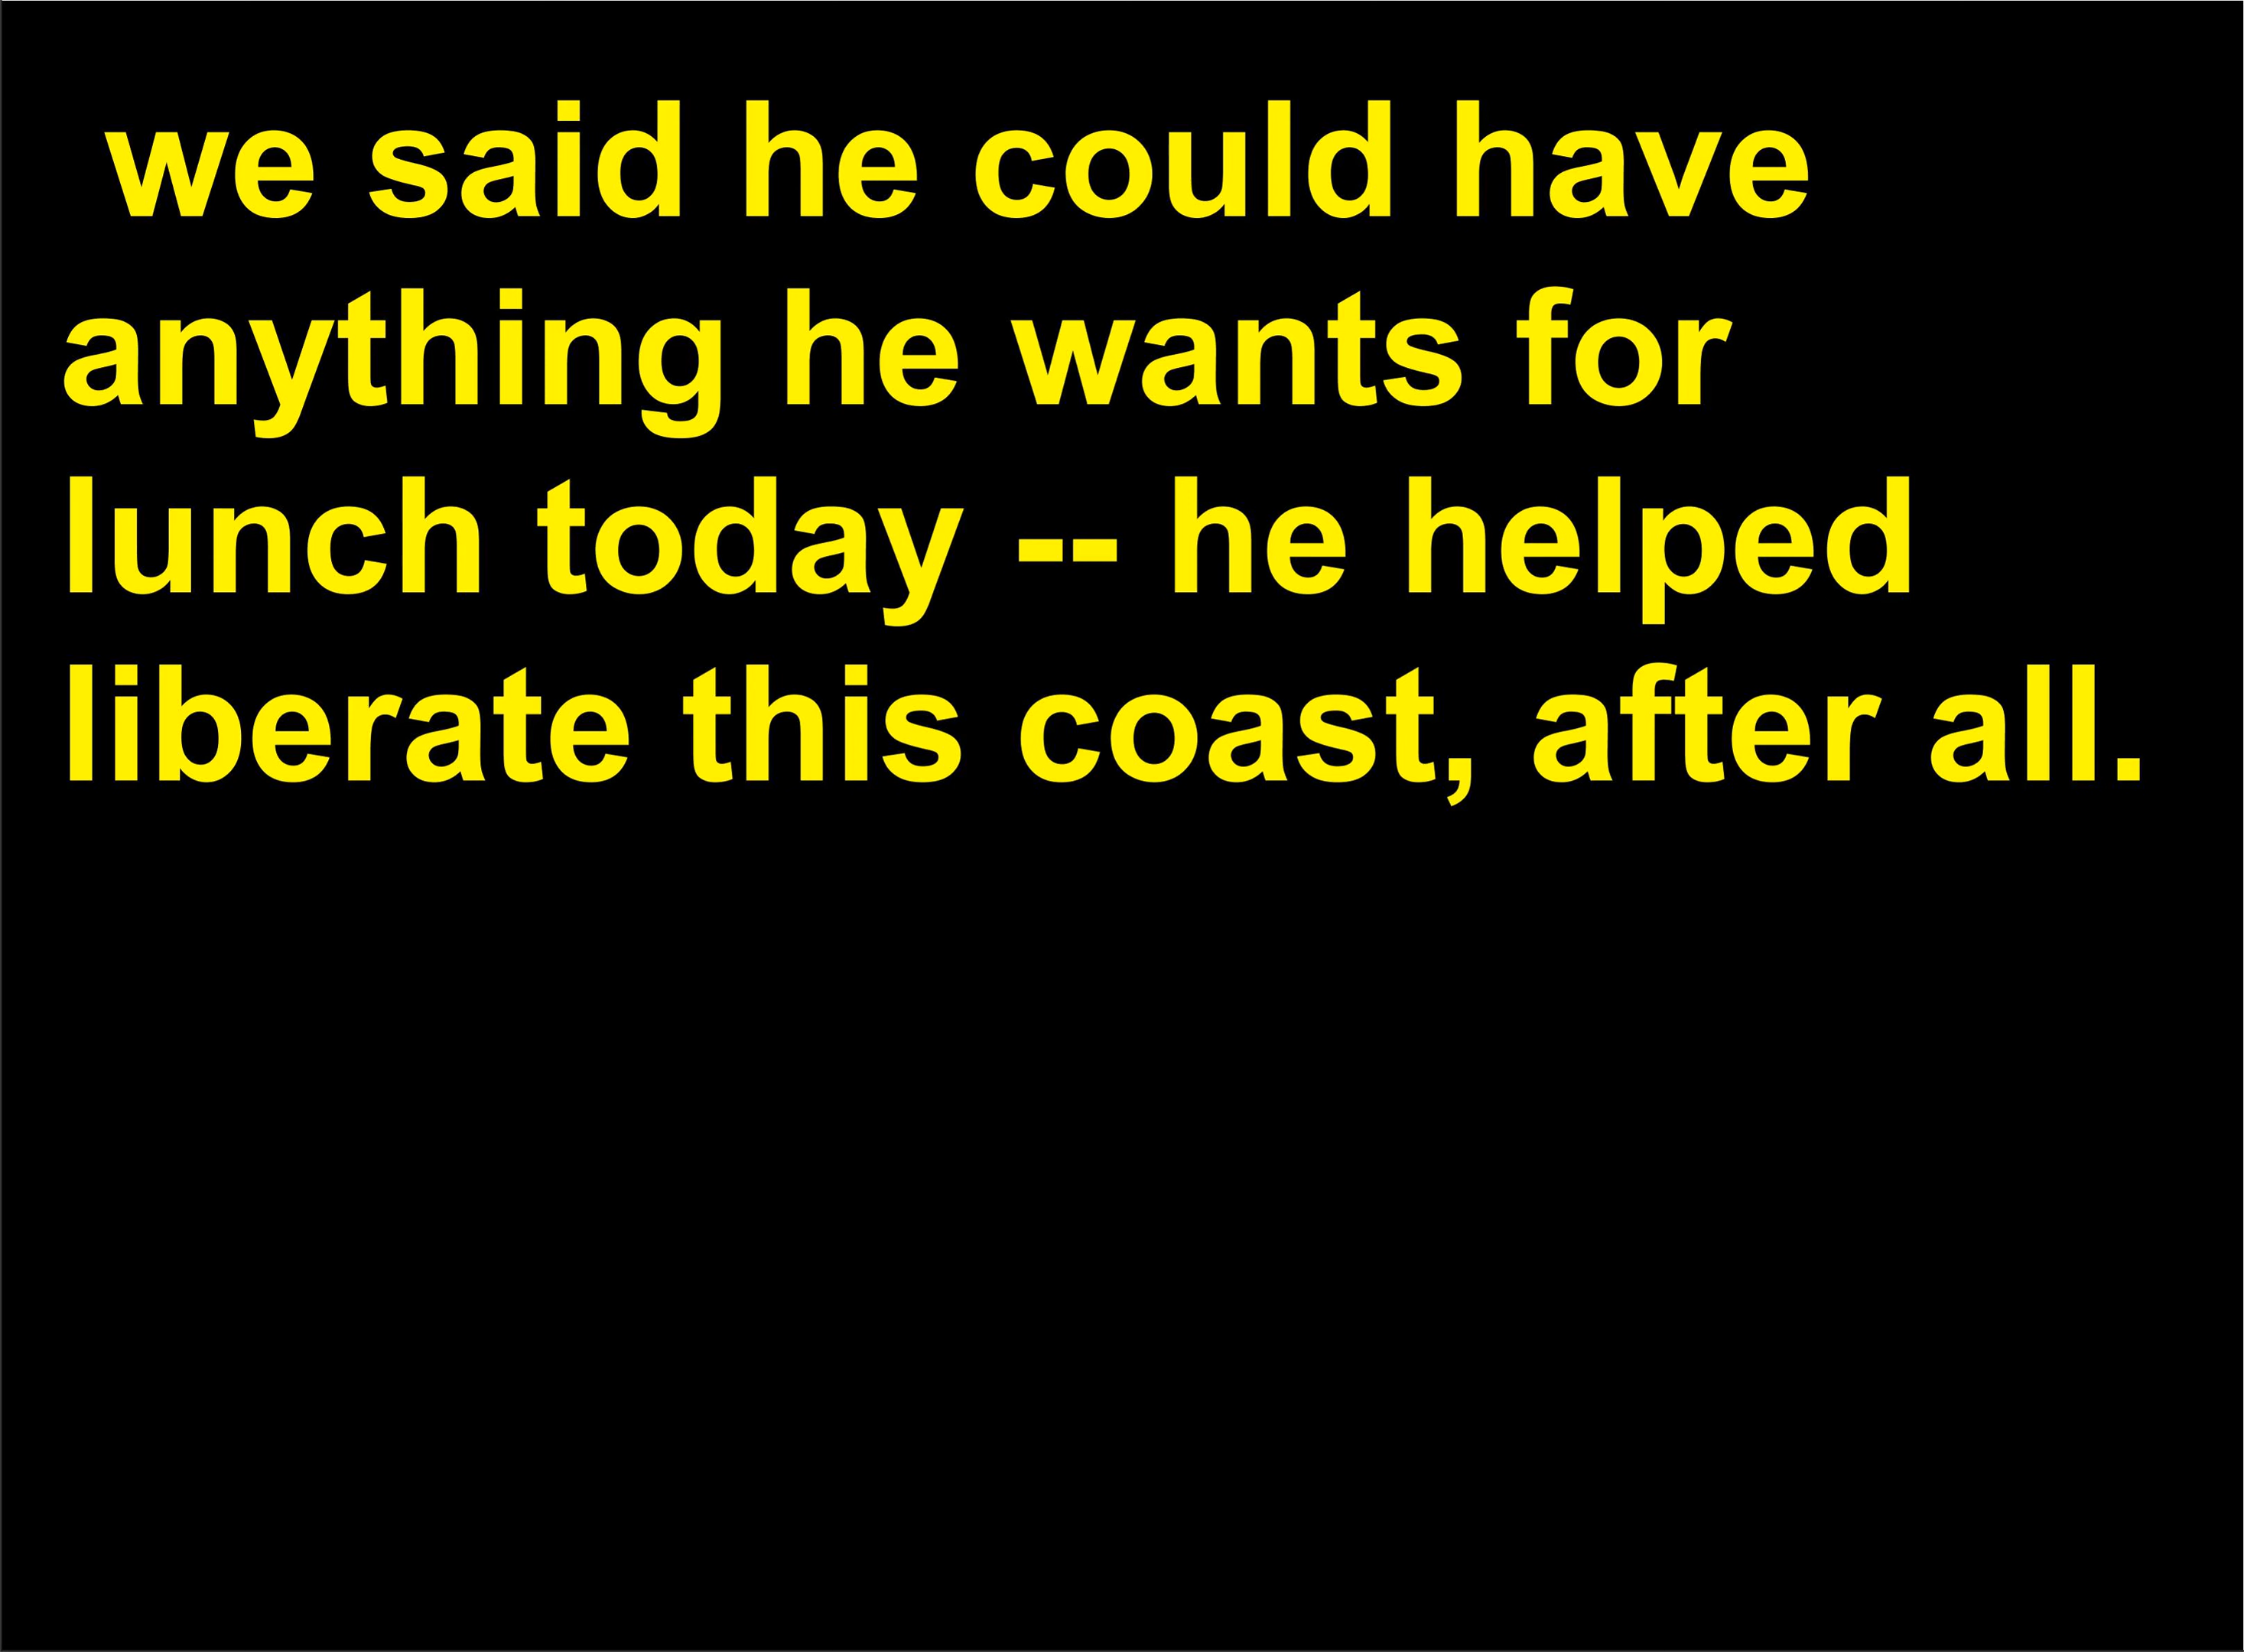 we said he could have
anything he wants for
lunch today -- he helped
liberate this coast, after all.